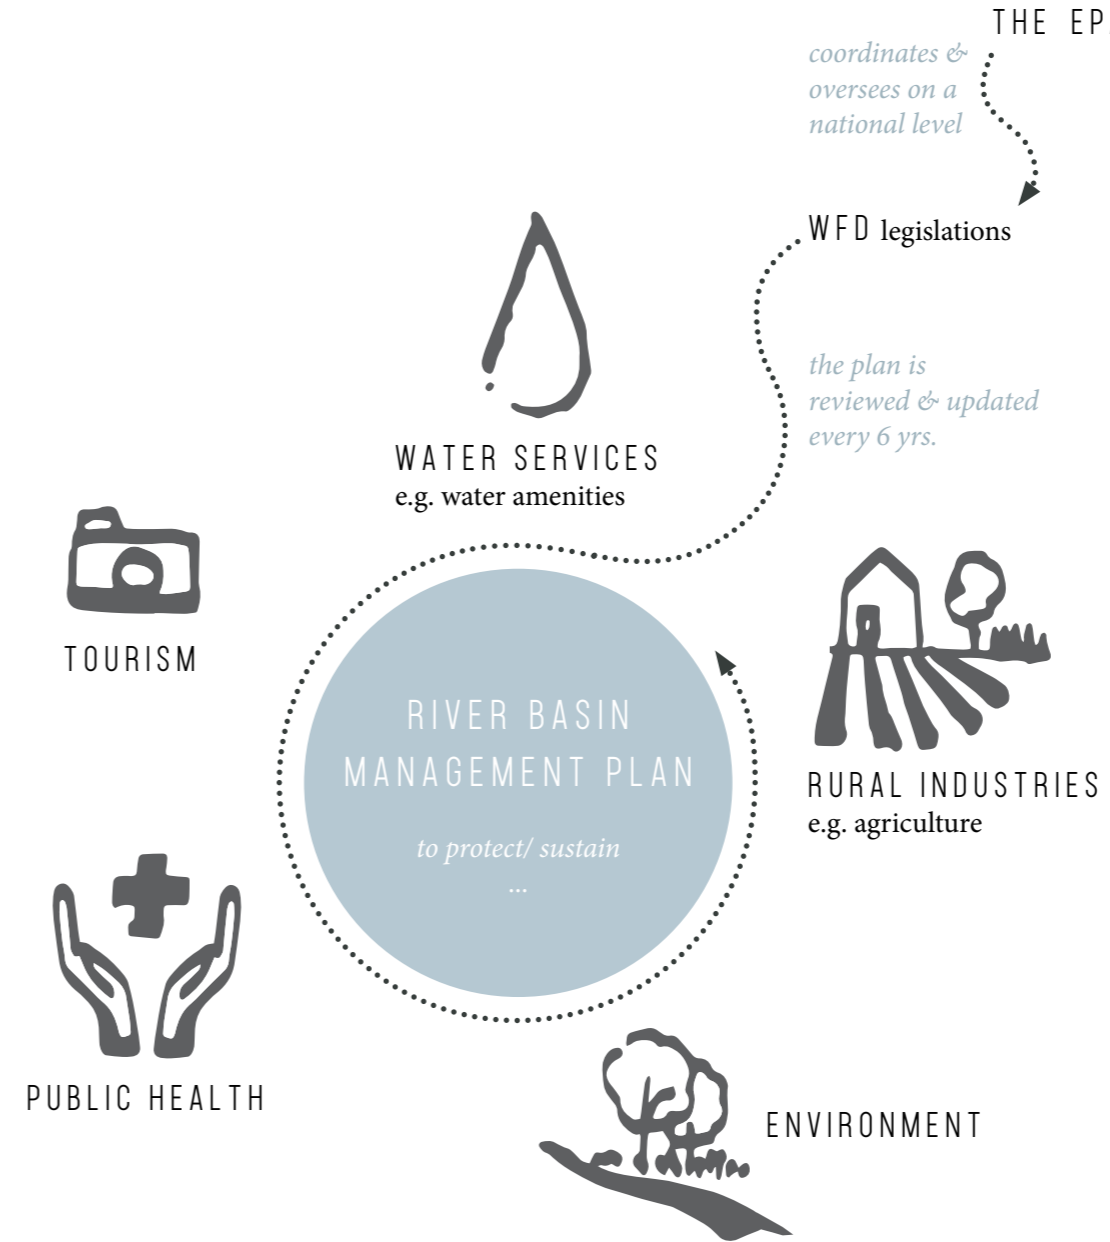 THE EP
coordinates &
oversees on a
national level
WFD legislations
the plan is
reviewed & updated
every 6 yrs.
WATER SERVICES
e.g. water amenities
TOURISM
RIVER BASIN
MANAGEMENT PLAN
to protect/ sustain
...
RURAL INDUSTRIES
e.g. agriculture
PUBLIC HEALTH
ENVIRONMENT